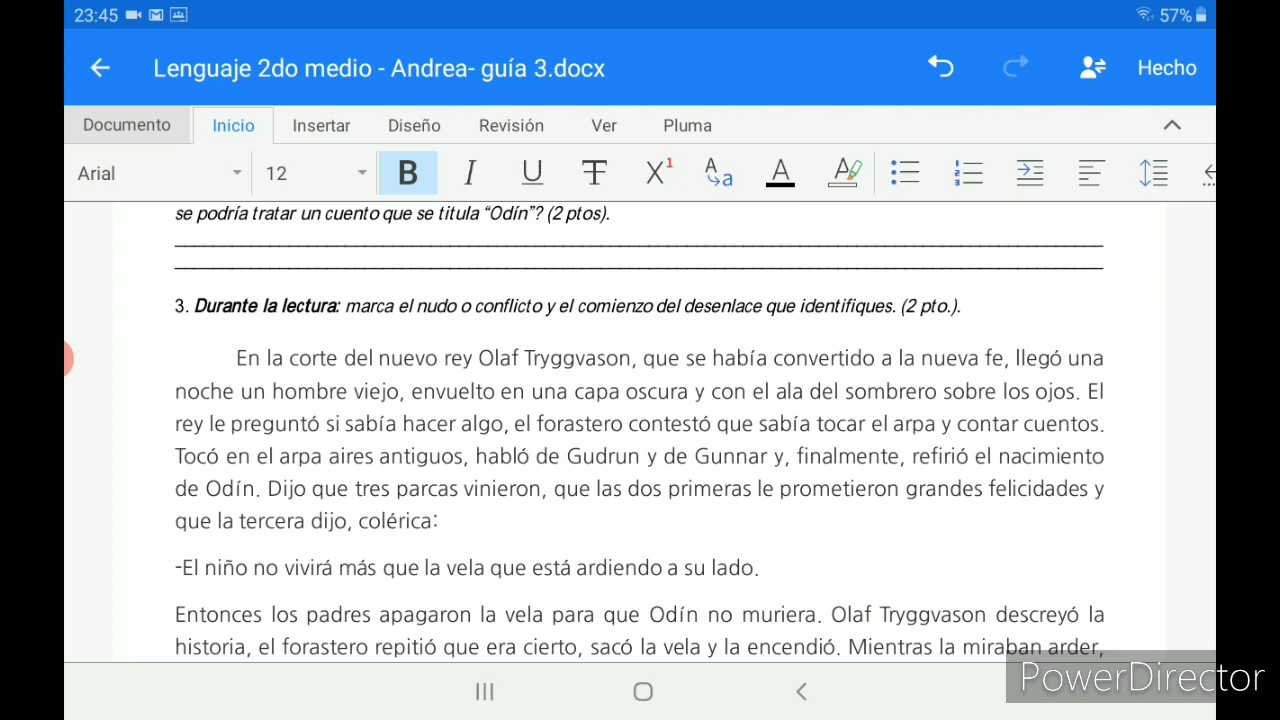 23:45 57%
Lenguaje 2do medio - Andrea- guía 3.docx Hecho
Documento Inicio Insertar Diseño Revisión Ver Pluma
Arial 12 B I U T X¹ A a A A
se podría tratar un cuento que se titula “Odín”? (2 ptos).
3. Durante la lectura: marca el nudo o conflicto y el comienzo del desenlace que identifiques. (2 pto.).
En la corte del nuevo rey Olaf Tryggvason, que se había convertido a la nueva fe, llegó una
noche un hombre viejo, envuelto en una capa oscura y con el ala del sombrero sobre los ojos. El
rey le preguntó si sabía hacer algo, el forastero contestó que sabía tocar el arpa y contar cuentos.
Tocó en el arpa aires antiguos, habló de Gudrun y de Gunnar y, finalmente, refirió el nacimiento
de Odín. Dijo que tres parcas vinieron, que las dos primeras le prometieron grandes felicidades y
que la tercera dijo, colérica:
-El niño no vivirá más que la vela que está ardiendo a su lado.
Entonces los padres apagaron la vela para que Odín no muriera. Olaf Tryggvason descreyó la
historia, el forastero repitió que era cierto, sacó la vela y la encendió. Mientras la miraban arder,
PowerDirector